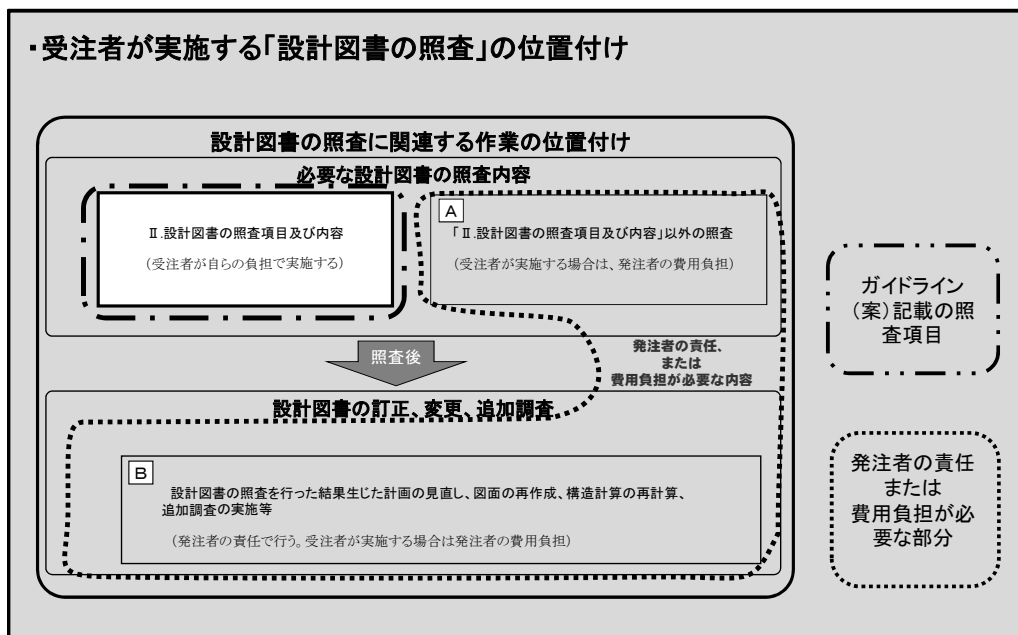 ・受注者が実施する「設計図書の照査」の位置付け
設計図書の照査に関連する作業の位置付け
必要な設計図書の照査内容
Ⅱ.設計図書の照査項目及び内容
(受注者が自らの負担で実施する)
A
「Ⅱ.設計図書の照査項目及び内容」以外の照査
(受注者が実施する場合は、発注者の費用負担)
照査後
発注者の責任、
または
費用負担が必要な内容
設計図書の訂正、変更、追加調査
B
設計図書の照査を行った結果生じた計画の見直し、図面の再作成、構造計算の再計算、
追加調査の実施等
(発注者の責任で行う。受注者が実施する場合は発注者の費用負担)
ガイドライン
(案)記載の照
査項目
発注者の責任
または
費用負担が必
要な部分